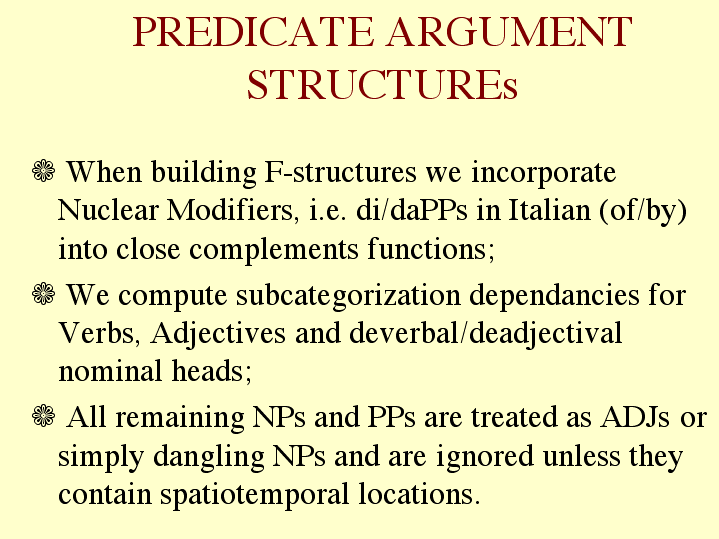 PREDICATE ARGUMENT
STRUCTUREs
❁ When building F-structures we incorporate
Nuclear Modifiers, i.e. di/daPPs in Italian (of/by)
into close complements functions;
❁ We compute subcategorization dependancies for
Verbs, Adjectives and deverbal/deadjectival
nominal heads;
❁ All remaining NPs and PPs are treated as ADJs or
simply dangling NPs and are ignored unless they
contain spatiotemporal locations.